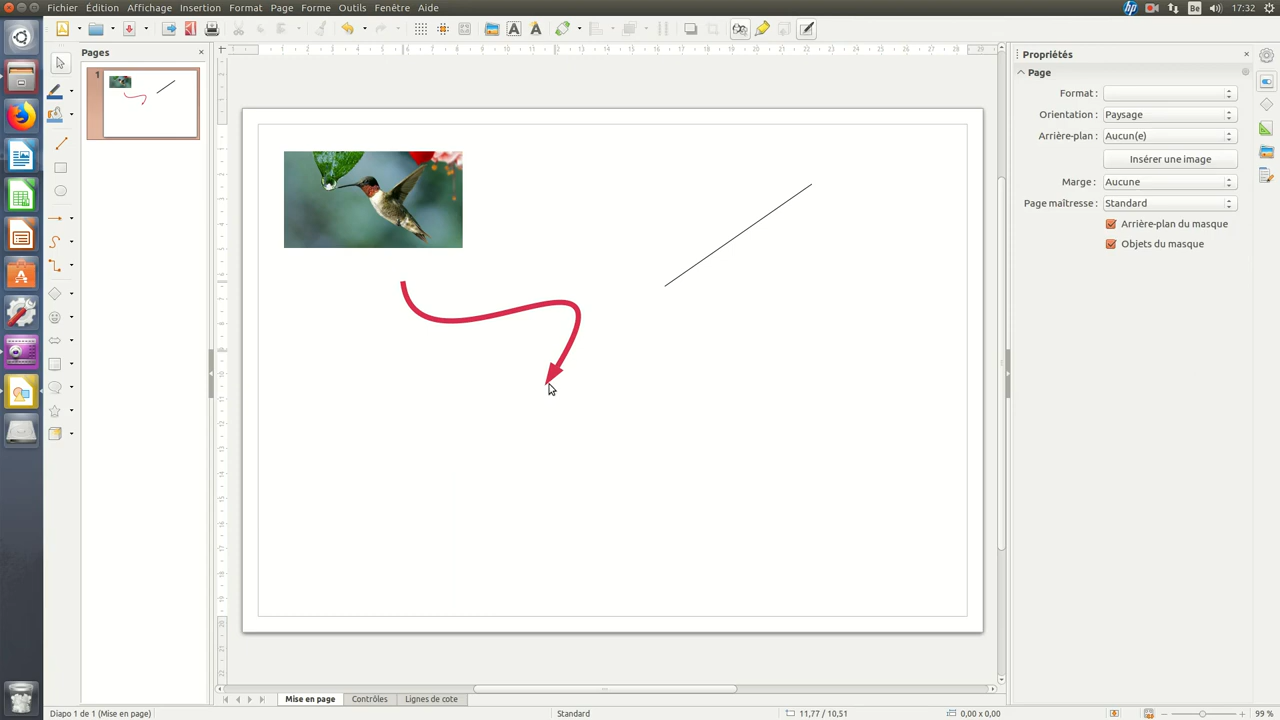 Fichier Édition Affichage Insertion Format Page Forme Outils Fenêtre Aide
Be 17:32
Pages
1
Propriétés
Page
Format :
Orientation : Paysage
Arrière-plan : Aucun(e)
Insérer une image
Marge : Aucune
Page maîtresse : Standard
Arrière-plan du masque
Objets du masque
Mise en page Contrôles Lignes de cote
Diapo 1 de 1 (Mise en page) Standard 11,77 / 10,51 0,00 x 0,00 99 %